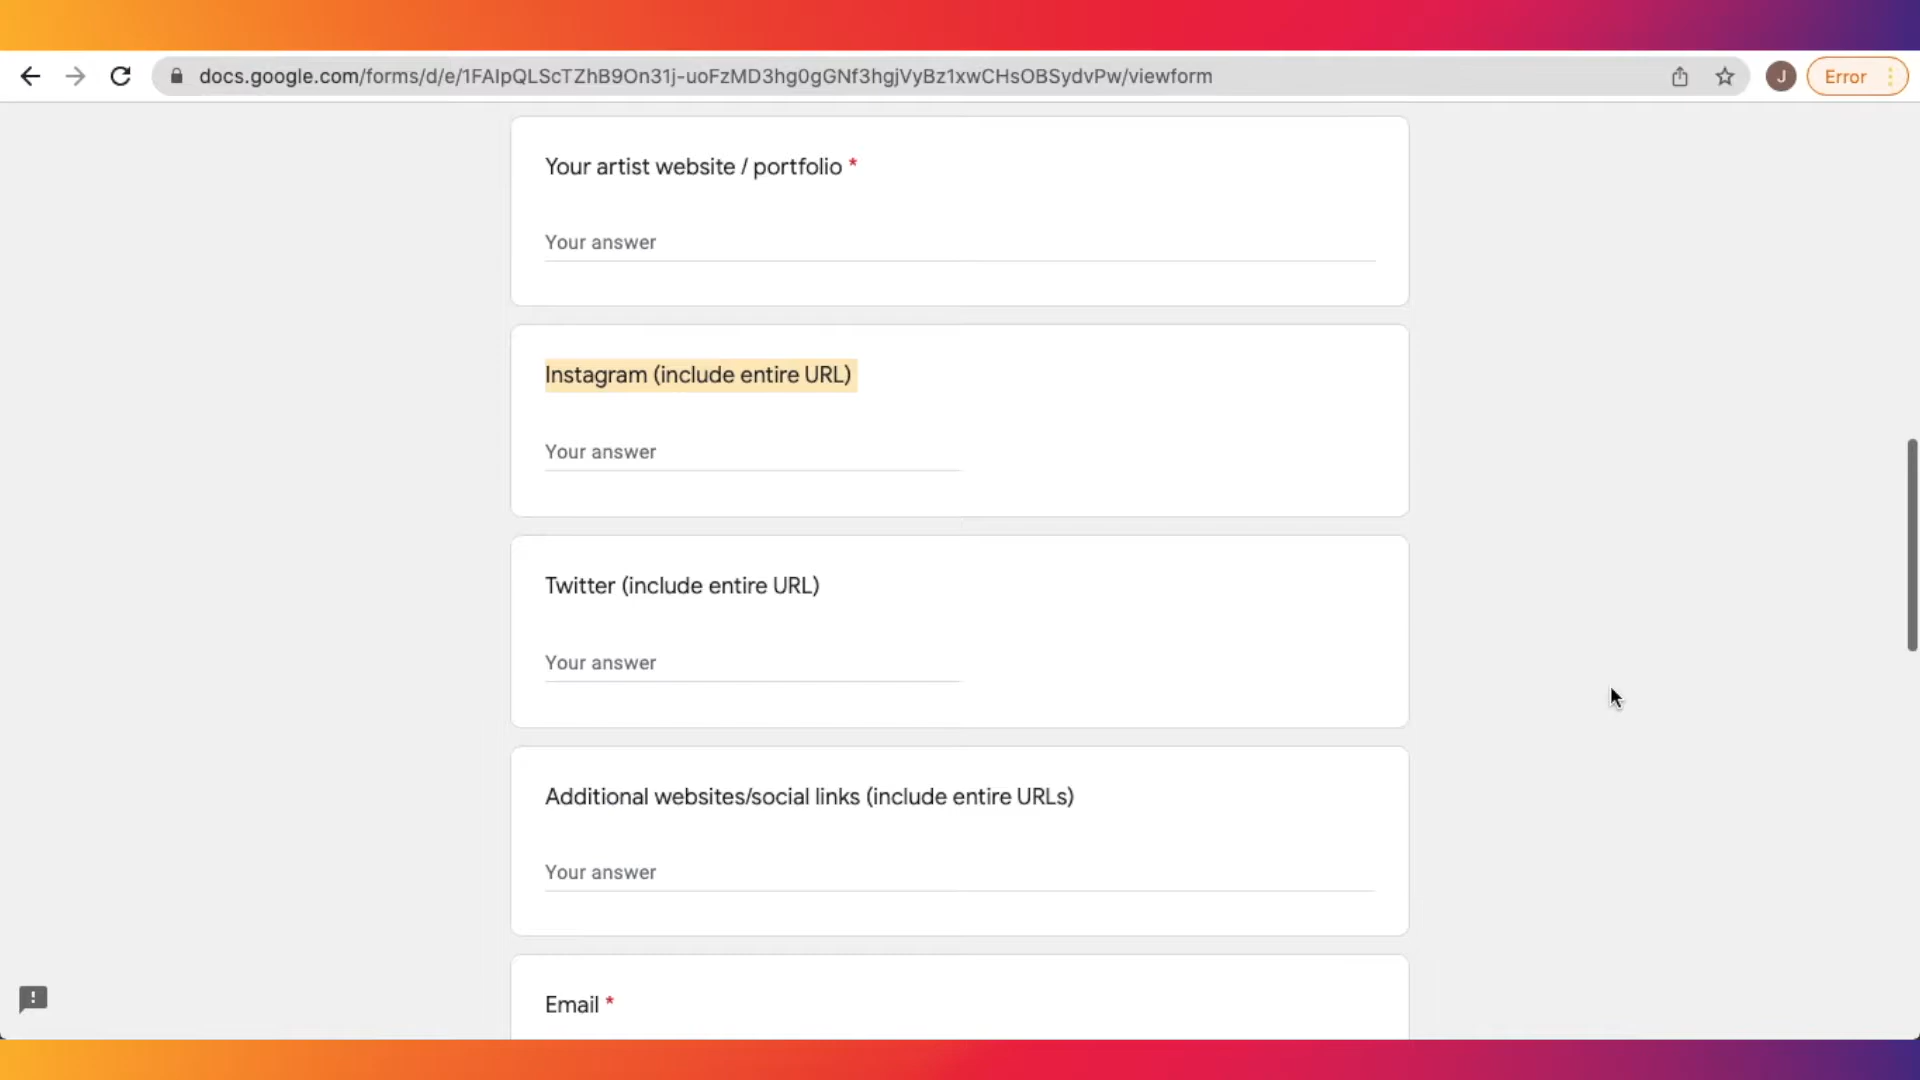 docs.google.com/forms/d/e/1FAIpQLScTZhB9On31j-uoFzMD3hg0gGNf3hgjVyBz1xwCHsOBSydvPw/viewform
J
Error
Your artist website / portfolio *
Your answer
Instagram (include entire URL)
Your answer
Twitter (include entire URL)
Your answer
Additional websites/social links (include entire URLs)
Your answer
Email *